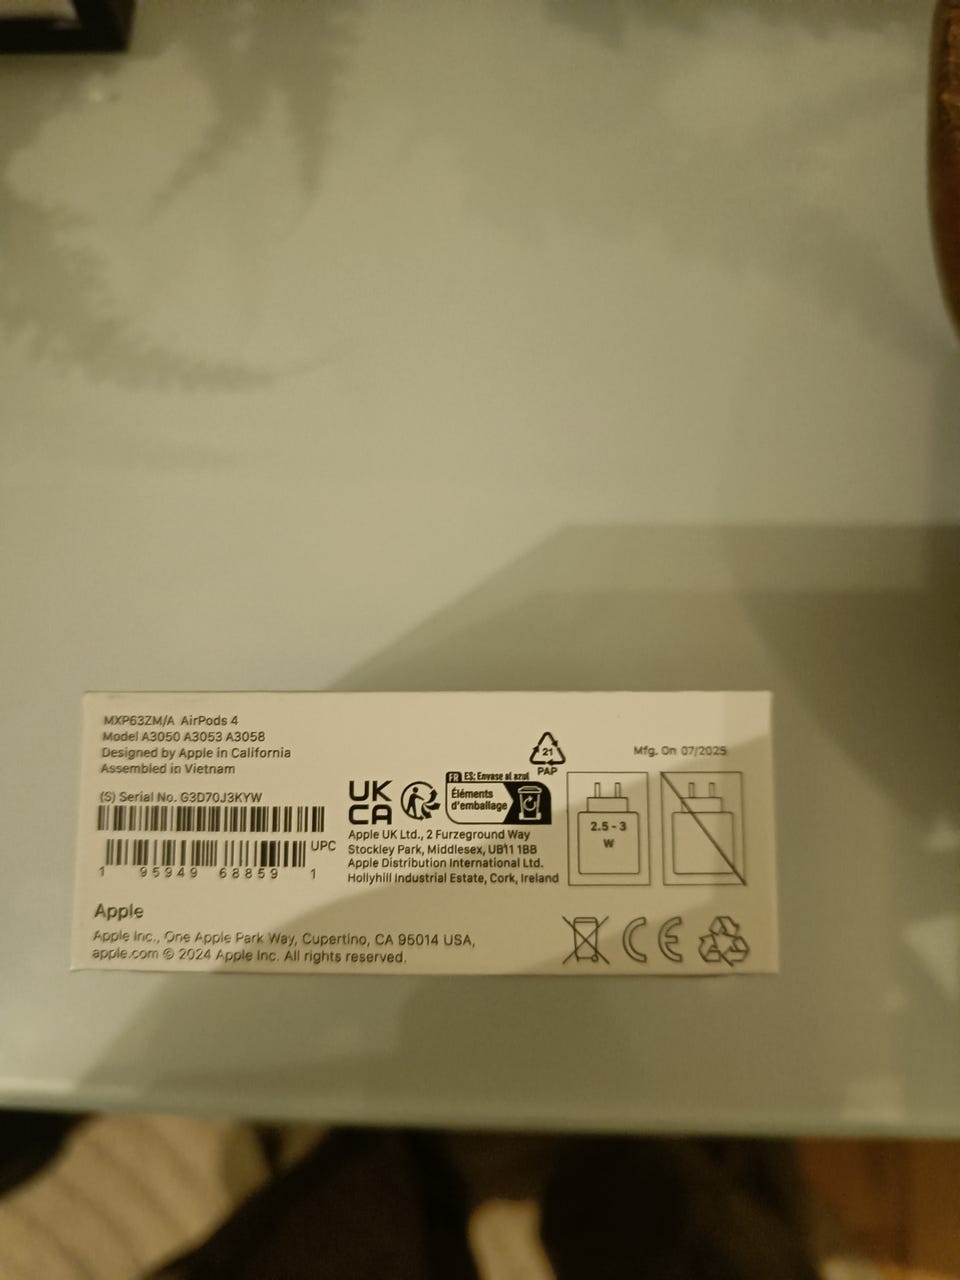 MXP63ZM/A AirPods 4
Model A3050 A3053 A3058
Designed by Apple in California
Assembled in Vietnam
(S) Serial No. G3D70J3KYW
UPC
1 95949 68859 1
UK
CA
FR ES: Envase al azul
Éléments
d'emballage
21
PAP
Mfg. On 07/2025
2.5 - 3
W
Apple UK Ltd., 2 Furzeground Way
Stockley Park, Middlesex, UB11 1BB
Apple Distribution International Ltd.
Hollyhill Industrial Estate, Cork, Ireland
Apple
Apple Inc., One Apple Park Way, Cupertino, CA 95014 USA,
apple.com © 2024 Apple Inc. All rights reserved.
CE